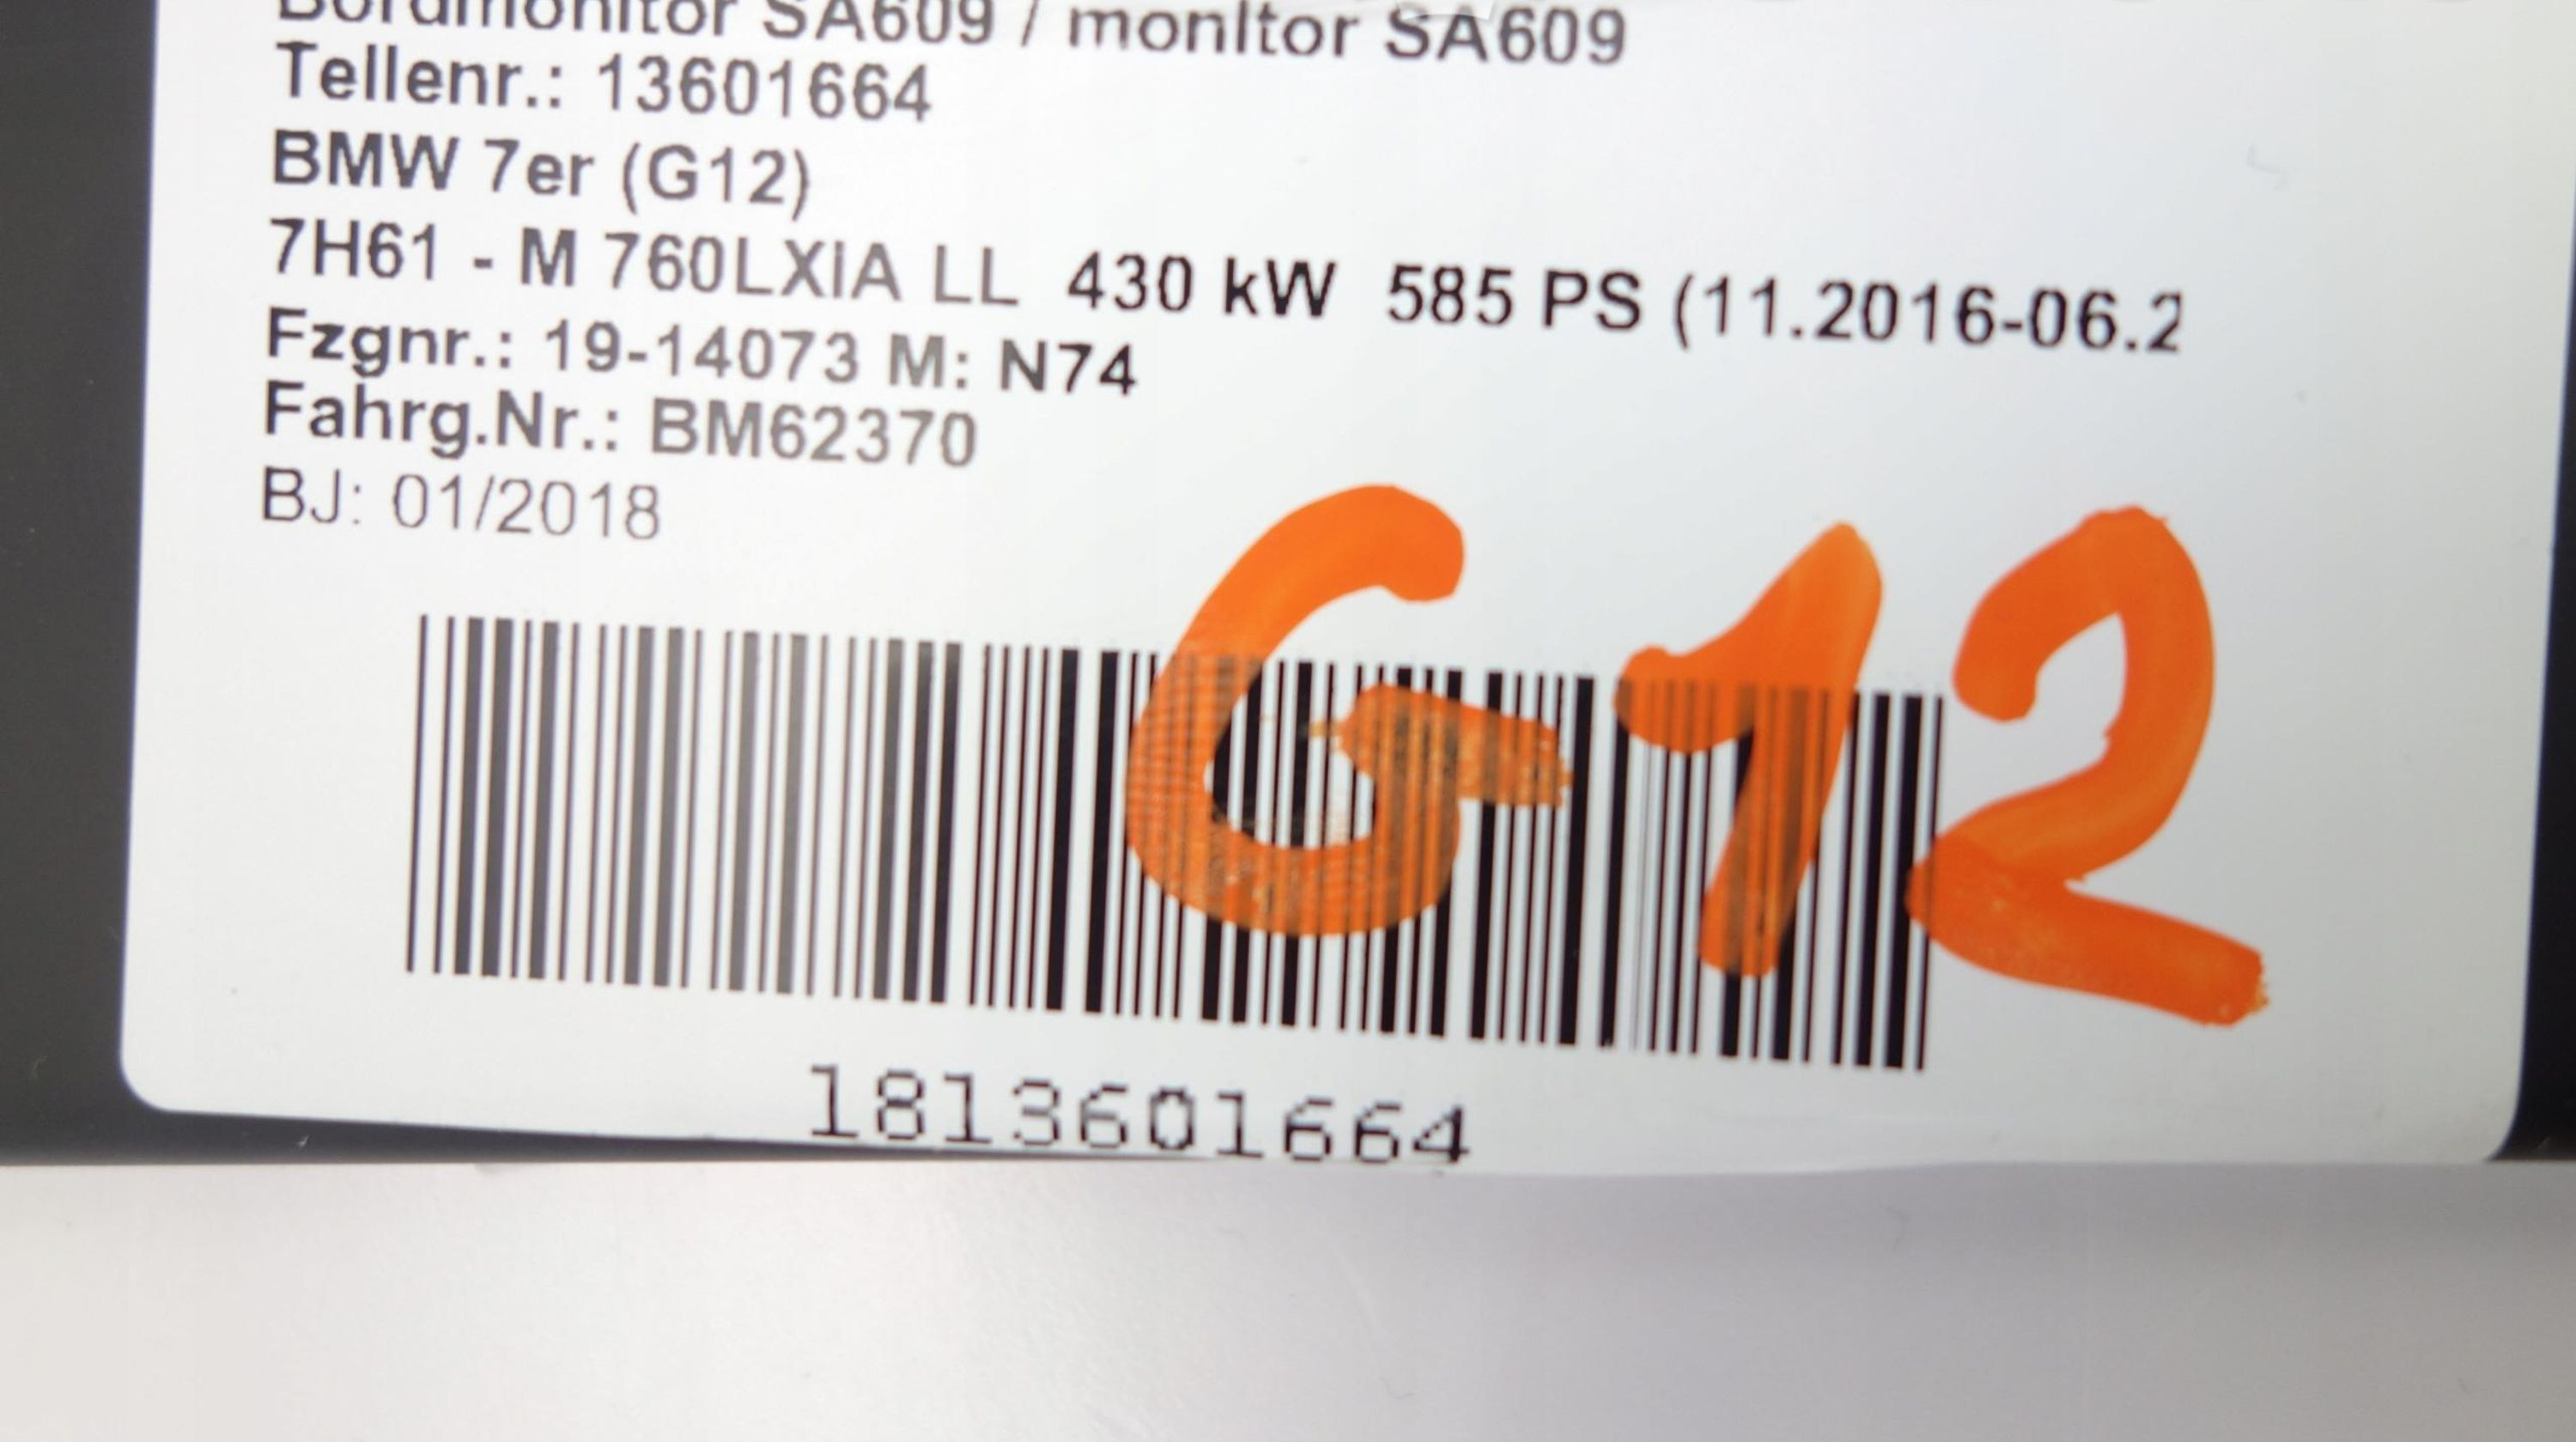 Bordmonitor SA609 / monitor SA609
Teilenr.: 13601664
BMW 7er (G12)
7H61 - M 760LXiA LL 430 kW 585 PS (11.2016-06.2
Fzgnr.: 19-14073 M: N74
Fahrg.Nr.: BM62370
BJ: 01/2018
G12
1813601664